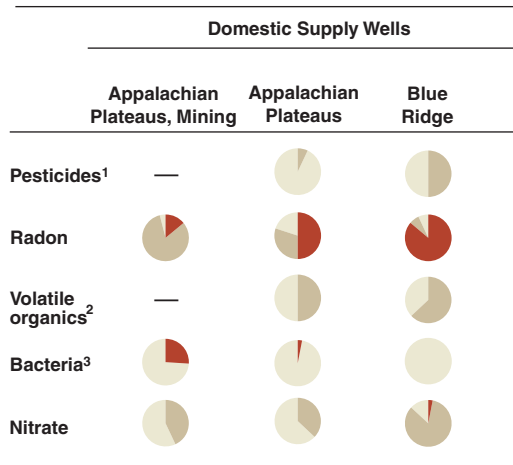 Domestic Supply Wells
Appalachian Plateaus, Mining
Appalachian Plateaus
Blue Ridge
Pesticides¹ —
Radon
Volatile organics² —
Bacteria³
Nitrate